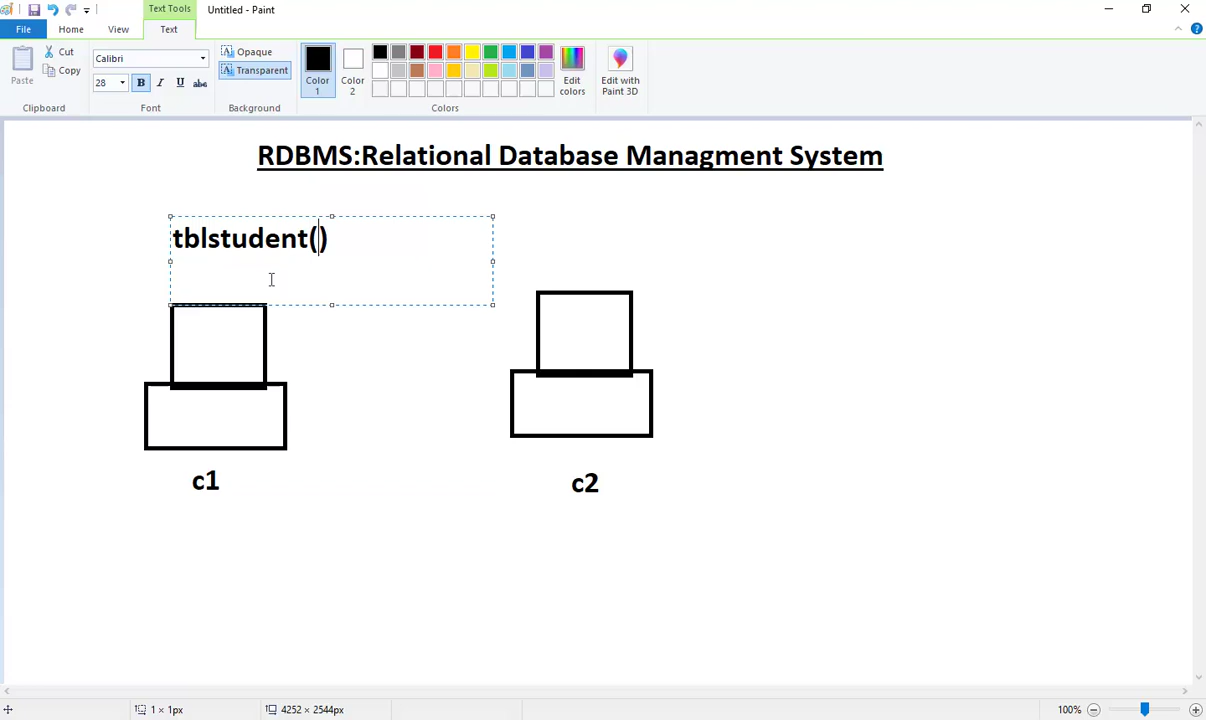 Text Tools
Untitled - Paint
File
Home
View
Text
Paste
Cut
Copy
Clipboard
Calibri
28
B I U abc
Font
Opaque
Transparent
Background
Color 1
Color 2
Colors
Edit colors
Edit with Paint 3D
RDBMS:Relational Database Managment System
tblstudent()
c1
c2
1 × 1px
4252 × 2544px
100%